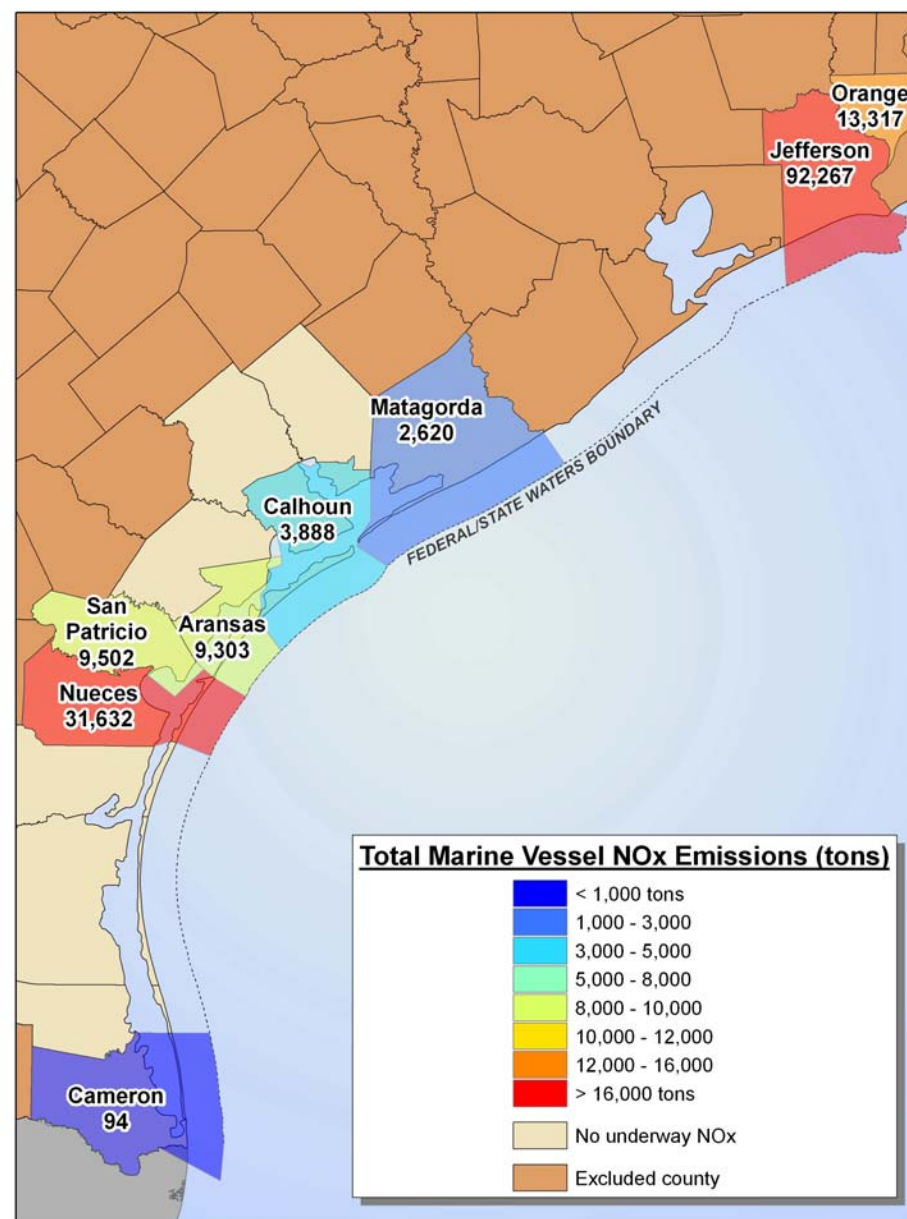 Orange
13,317
Jefferson
92,267
Matagorda
2,620
FEDERAL/STATE WATERS BOUNDARY
Calhoun
3,888
San
Patricio
9,502
Aransas
9,303
Nueces
31,632
Cameron
94
Total Marine Vessel NOx Emissions (tons)
< 1,000 tons
1,000 - 3,000
3,000 - 5,000
5,000 - 8,000
8,000 - 10,000
10,000 - 12,000
12,000 - 16,000
> 16,000 tons
No underway NOx
Excluded county